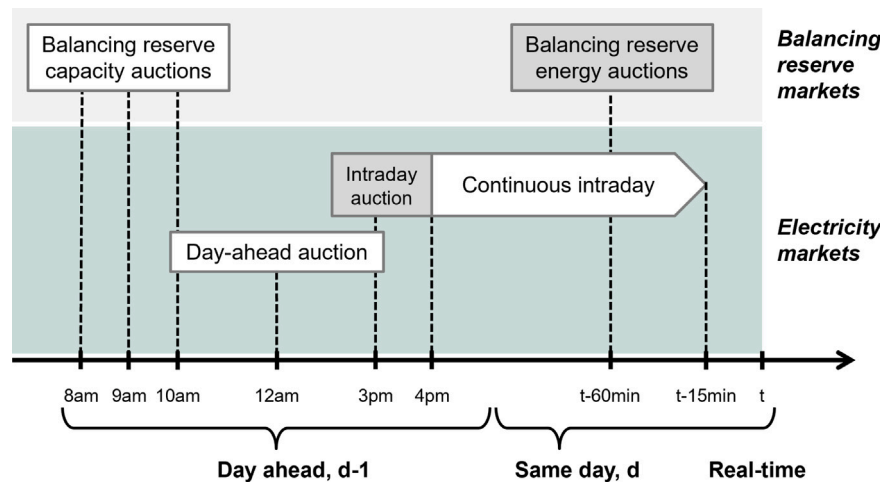 Balancing reserve
capacity auctions
Balancing reserve
energy auctions
Balancing
reserve
markets
Intraday
auction
Continuous intraday
Day-ahead auction
Electricity
markets
8am 9am 10am 12am 3pm 4pm t-60min t-15min t
Day ahead, d-1 Same day, d Real-time